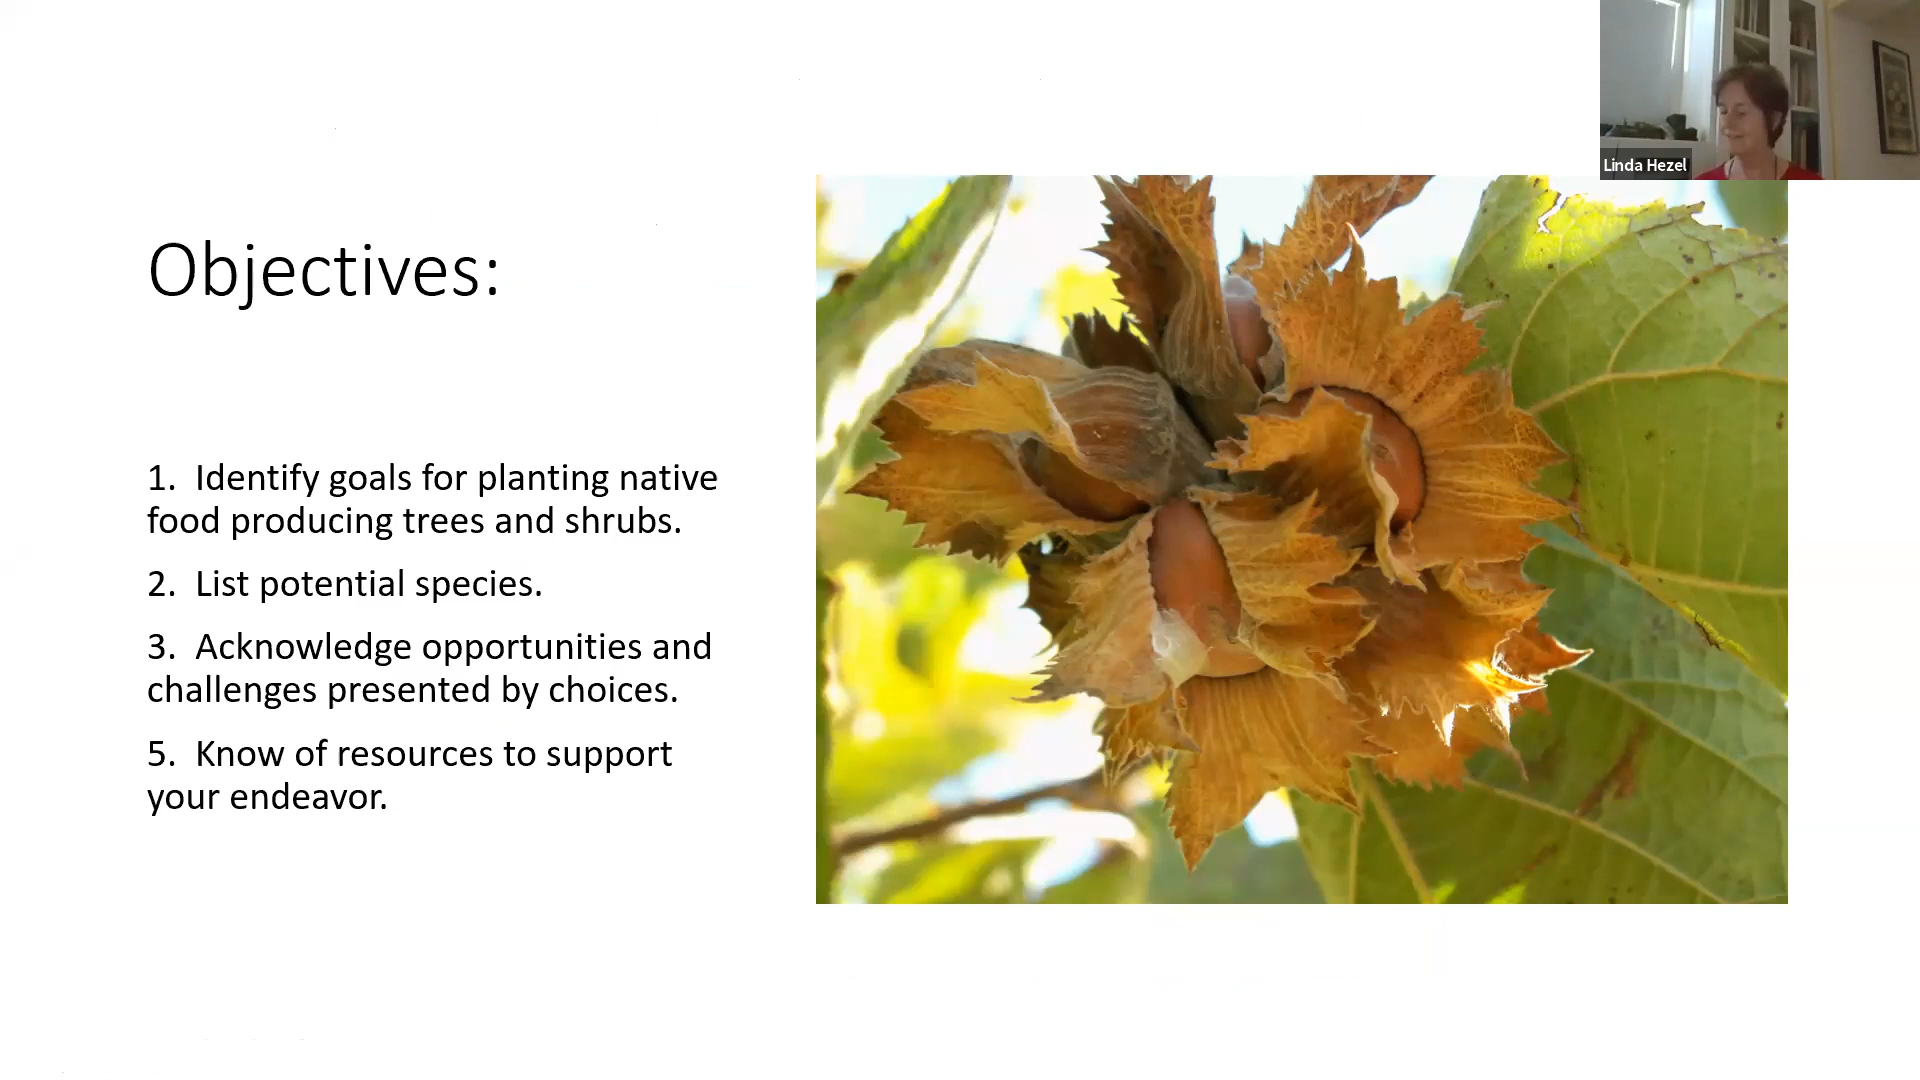 Linda Hezel
Objectives:
1. Identify goals for planting native
food producing trees and shrubs.
2. List potential species.
3. Acknowledge opportunities and
challenges presented by choices.
5. Know of resources to support
your endeavor.